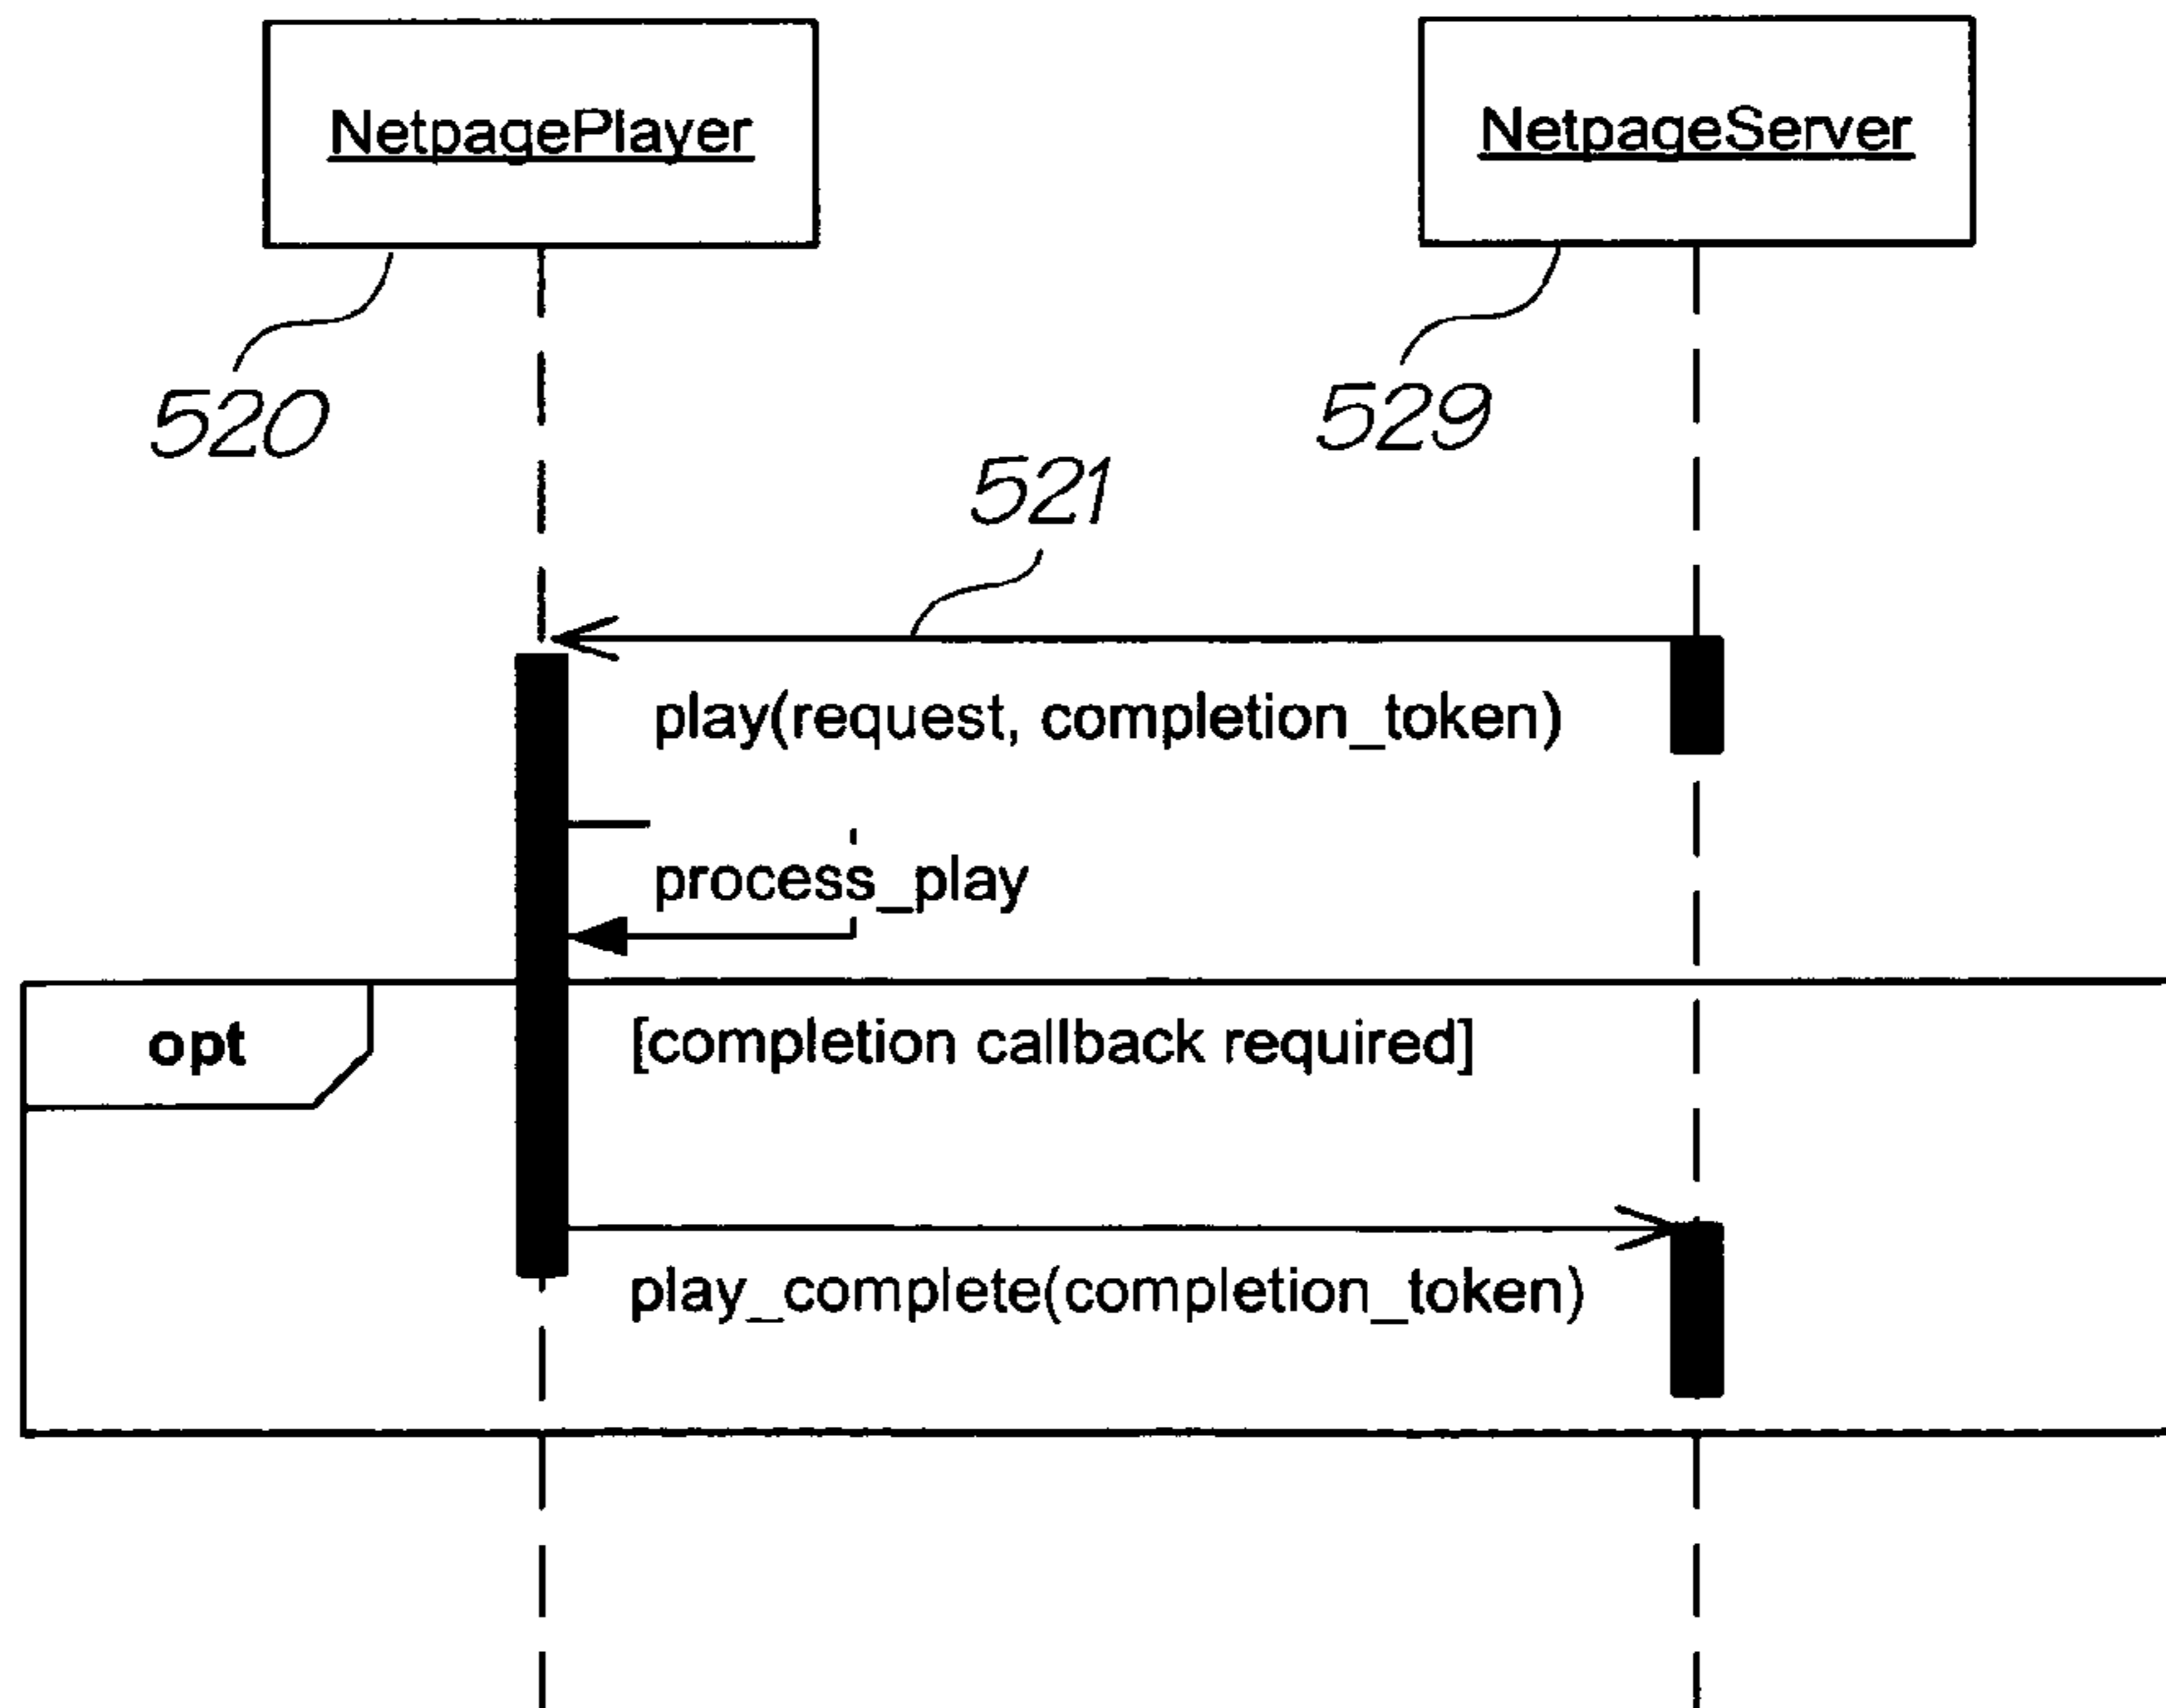 NetpagePlayer
NetpageServer
520
529
521
play(request, completion_token)
process_play
opt
[completion callback required]
play_complete(completion_token)